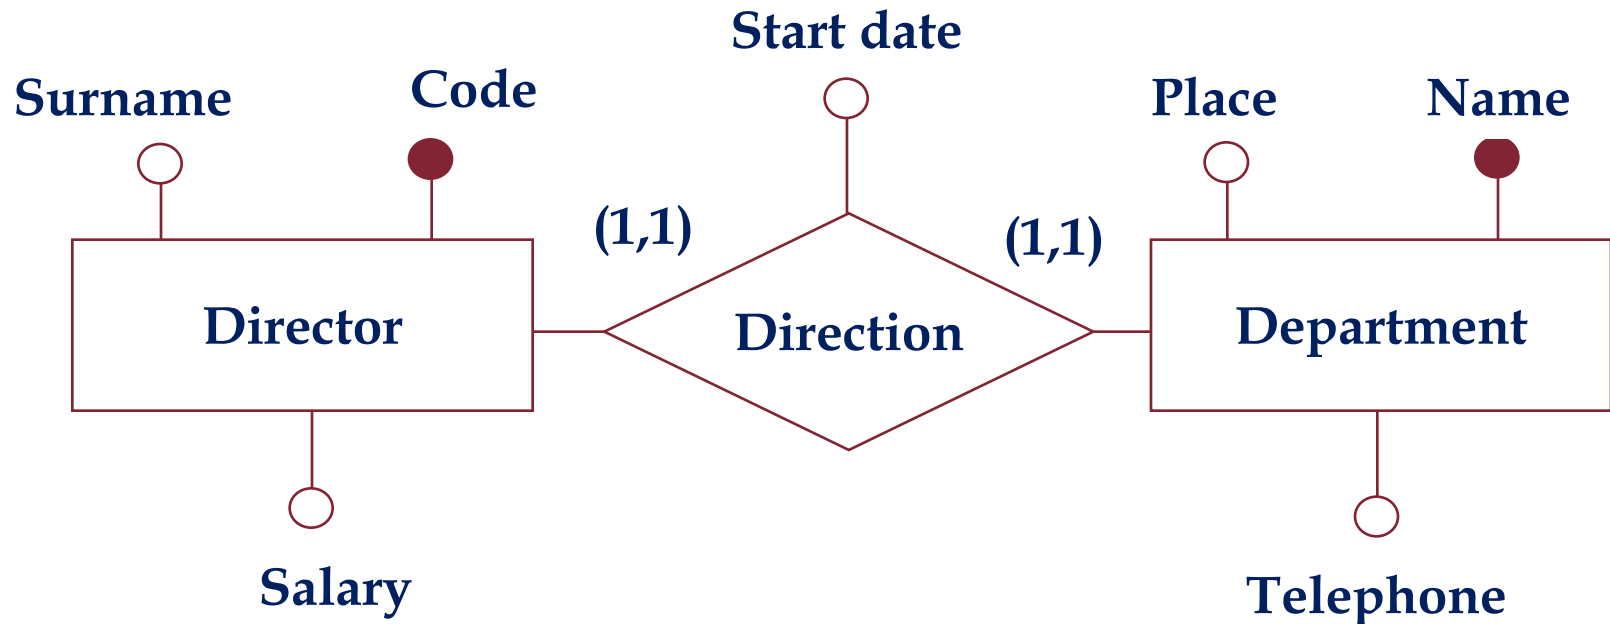 Start date
Surname
Code
Place
Name
(1,1)
(1,1)
Director
Direction
Department
Salary
Telephone